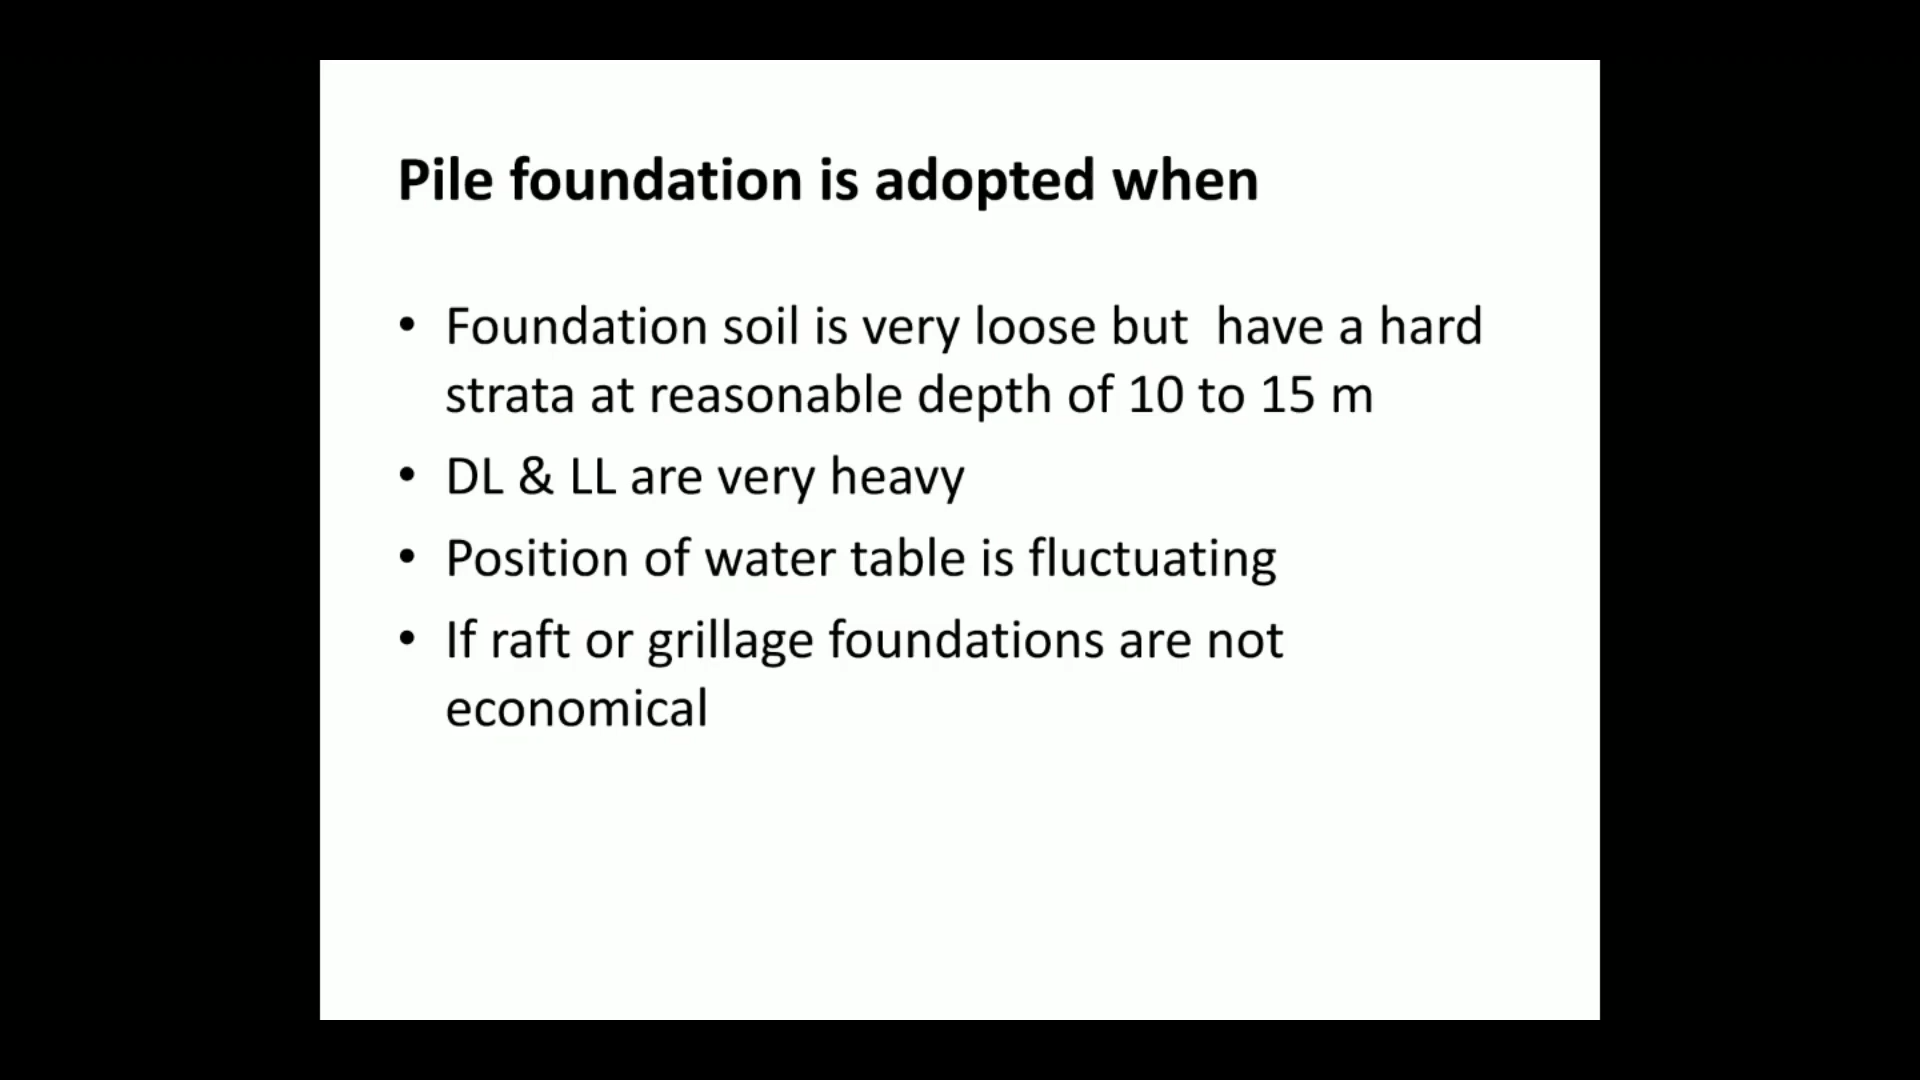 Pile foundation is adopted when
• Foundation soil is very loose but  have a hard
strata at reasonable depth of 10 to 15 m
• DL & LL are very heavy
• Position of water table is fluctuating
• If raft or grillage foundations are not
economical